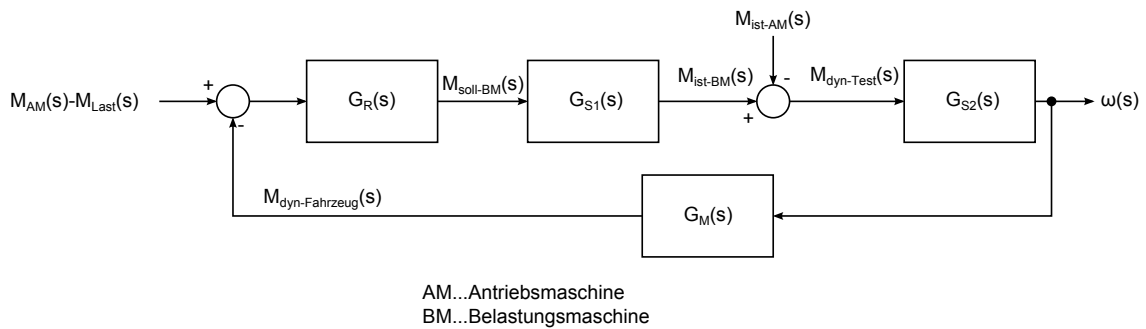 M_ist-AM(s)
-
M_AM(s)-M_Last(s)
+
-
G_R(s)
M_soll-BM(s)
G_S1(s)
M_ist-BM(s)
+
M_dyn-Test(s)
G_S2(s)
ω(s)
M_dyn-Fahrzeug(s)
G_M(s)
AM...Antriebsmaschine
BM...Belastungsmaschine